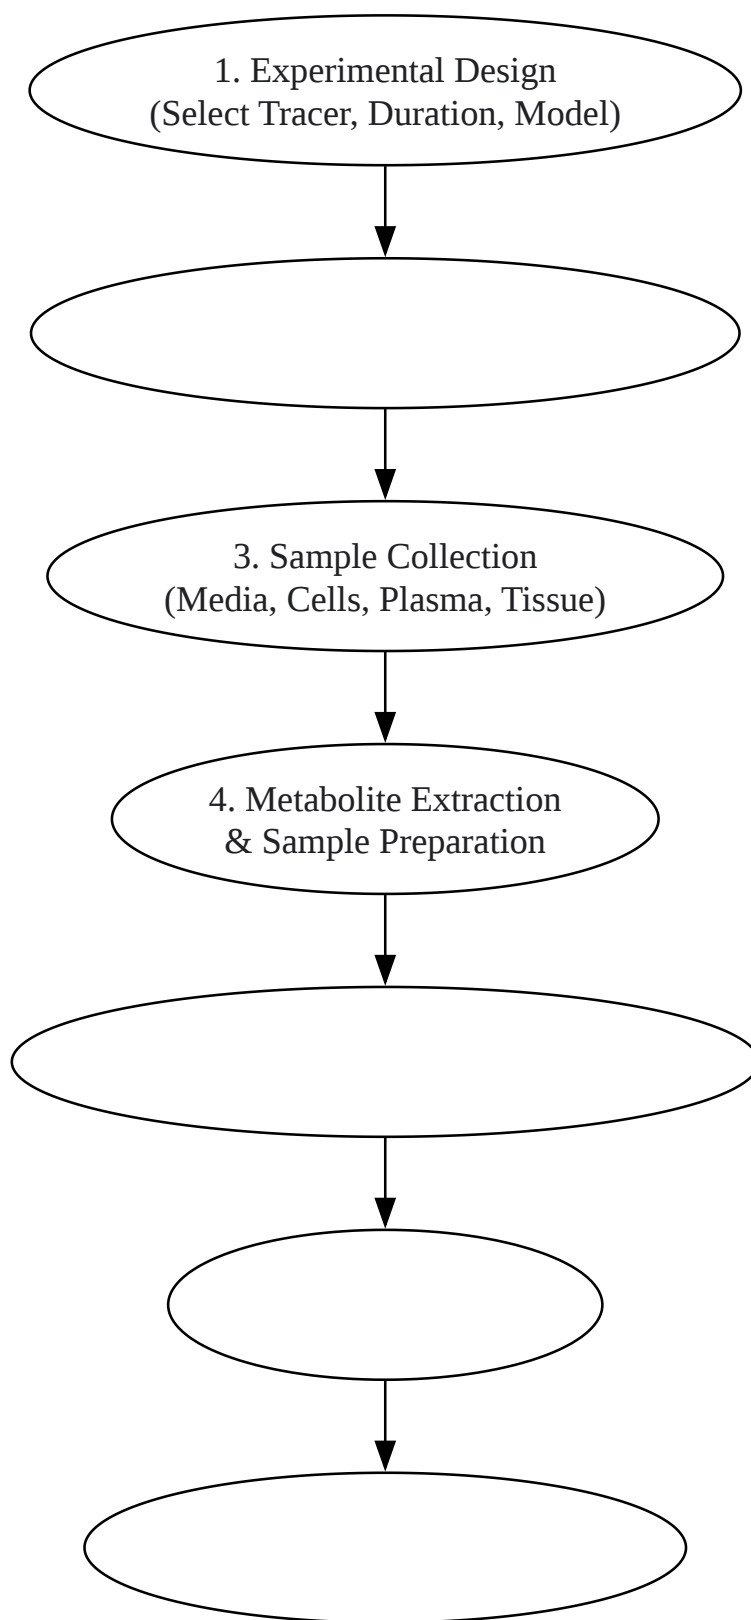 1. Experimental Design
(Select Tracer, Duration, Model)
3. Sample Collection
(Media, Cells, Plasma, Tissue)
4. Metabolite Extraction
& Sample Preparation